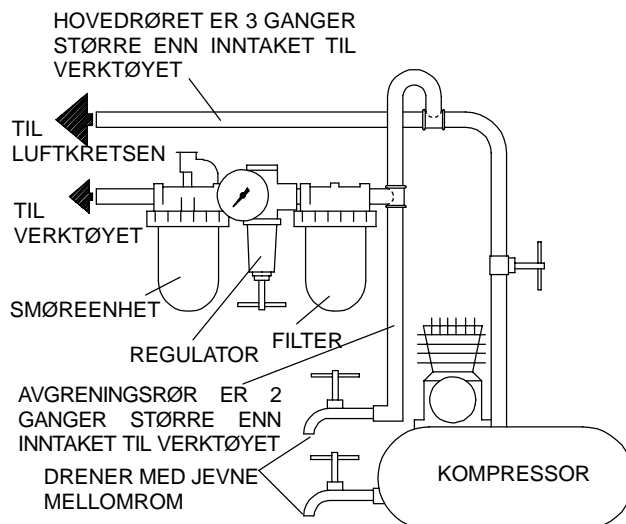 HOVEDRØRET ER 3 GANGER
STØRRE ENN INNTAKET TIL
VERKTØYET
TIL
LUFTKRETSEN
TIL
VERKTØYET
SMØREENHET
REGULATOR
FILTER
AVGRENINGSRØR ER 2
GANGER STØRRE ENN
INNTAKET TIL VERKTØYET
DRENER MED JEVNE
MELLOMROM
KOMPRESSOR